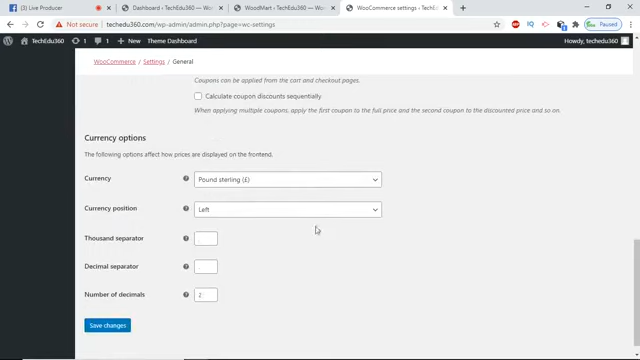 (3) Live Producer
Dashboard ‹ TechEdu360 — Wo
WoodMart ‹ TechEdu360 — Wo
WooCommerce settings ‹ TechEd
Not secure
techedu360.com/wp-admin/admin.php?page=wc-settings
Paused
TechEdu360
1
1
New
Theme Dashboard
Howdy, techedu360
WooCommerce / Settings / General
Coupons can be applied from the cart and checkout pages.
Calculate coupon discounts sequentially
When applying multiple coupons, apply the first coupon to the full price and the second coupon to the discounted price and so on.
Currency options
The following options affect how prices are displayed on the frontend.
Currency
Pound sterling (£)
Currency position
Left
Thousand separator
Decimal separator
Number of decimals
2
Save changes